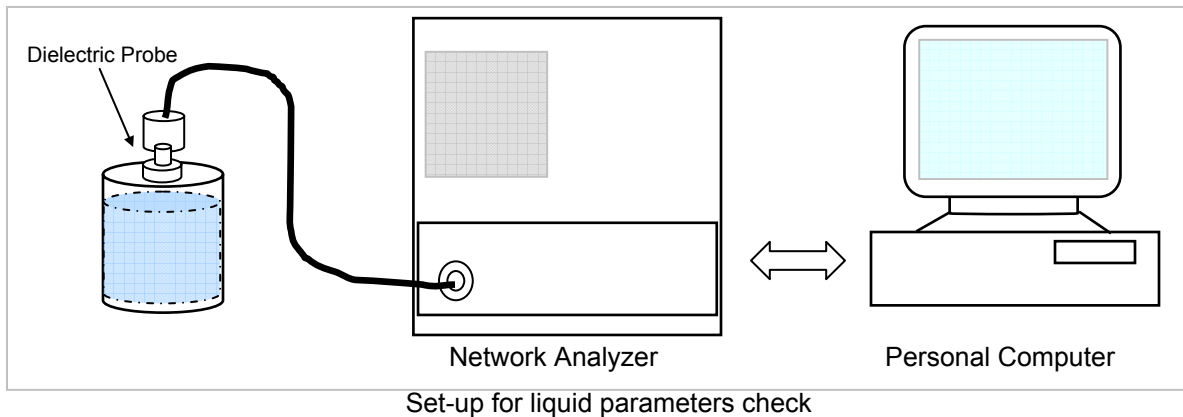 Dielectric Probe
Network Analyzer
Personal Computer
Set-up for liquid parameters check